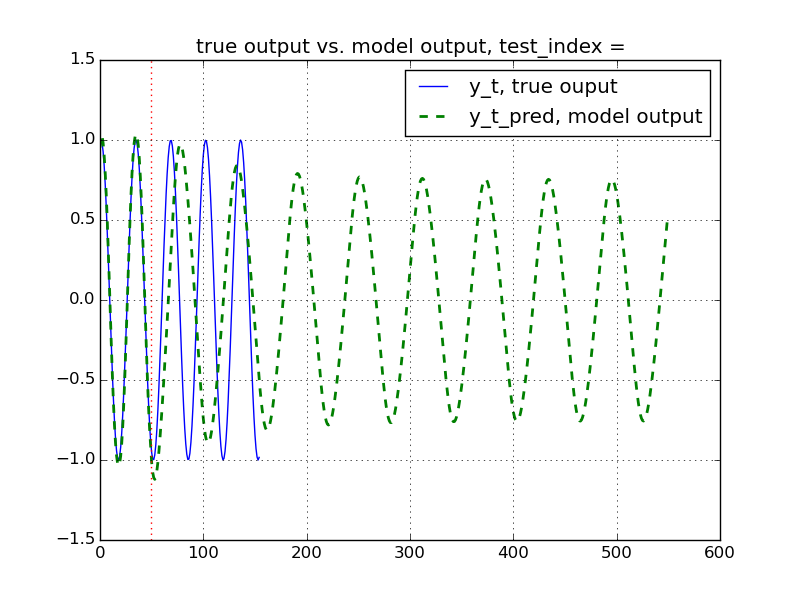 true output vs. model output, test_index =
y_t, true ouput
y_t_pred, model output
1.5
1.0
0.5
0.0
−0.5
−1.0
−1.5
0 100 200 300 400 500 600